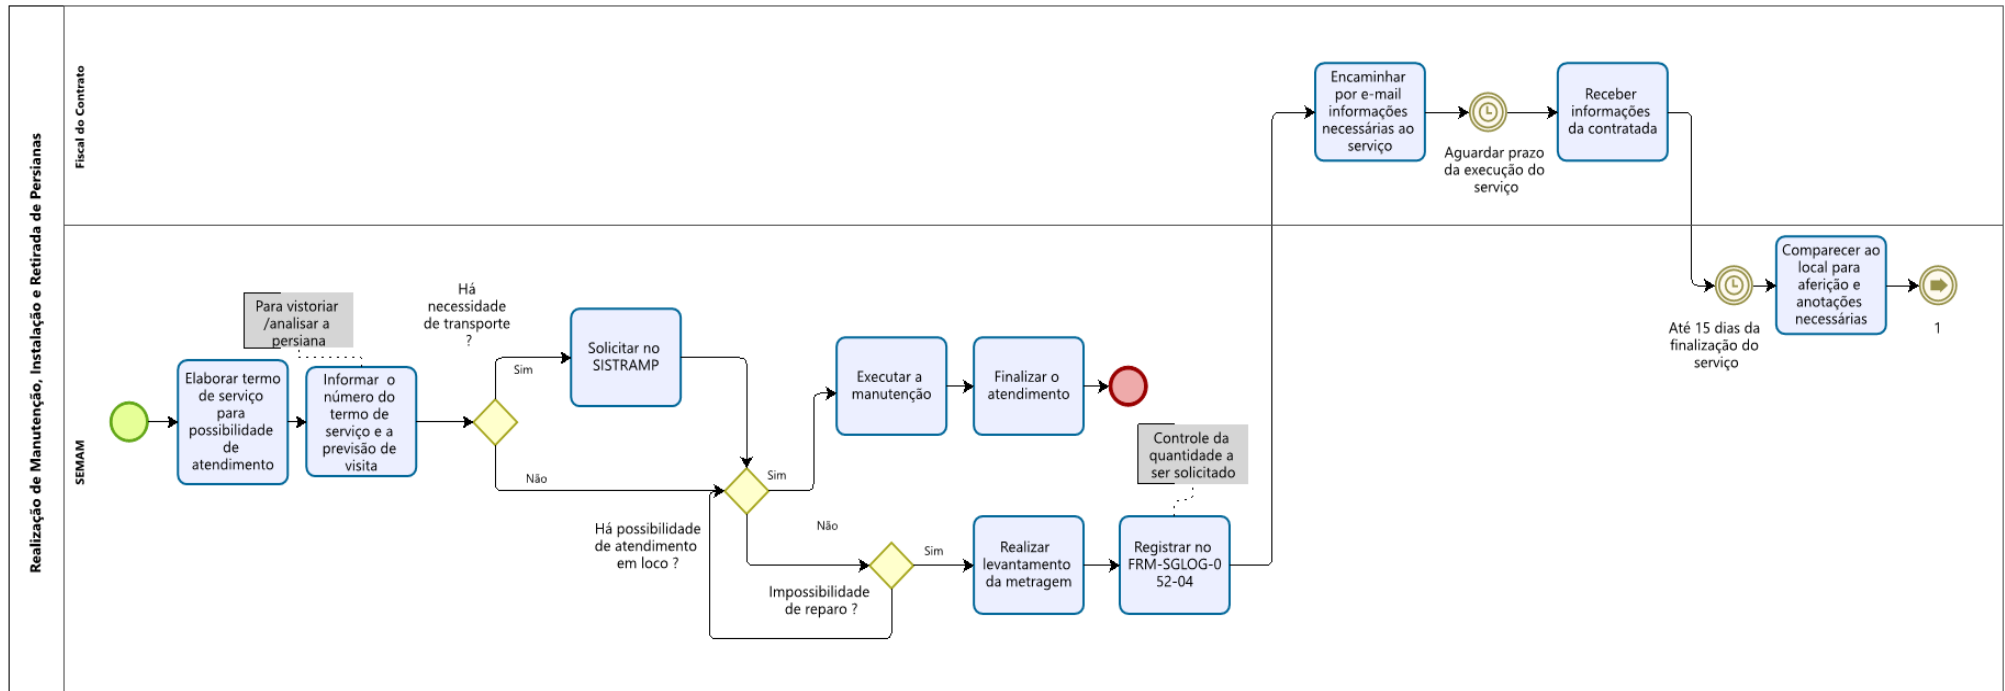 Realização de Manutenção, Instalação e Retirada de Persianas
Fiscal do Contrato
Encaminhar
por e-mail
informações
necessárias ao
serviço
Aguardar prazo
da execução do
serviço
Receber
informações
da contratada
SEMAM
Para vistoriar
/analisar a
persiana
Elaborar termo
de serviço
para
possibilidade
de
atendimento
Informar o
número do
termo de
serviço e a
previsão de
visita
Há
necessidade
de transporte
?
Sim
Não
Solicitar no
SISTRAMP
Há possibilidade
de atendimento
em loco ?
Sim
Não
Executar a
manutenção
Finalizar o
atendimento
Impossibilidade
de reparo ?
Sim
Realizar
levantamento
da metragem
Controle da
quantidade a
ser solicitado
Registrar no
FRM-SGLOG-0
52-04
Até 15 dias da
finalização do
serviço
Comparecer ao
local para
aferição e
anotações
necessárias
1